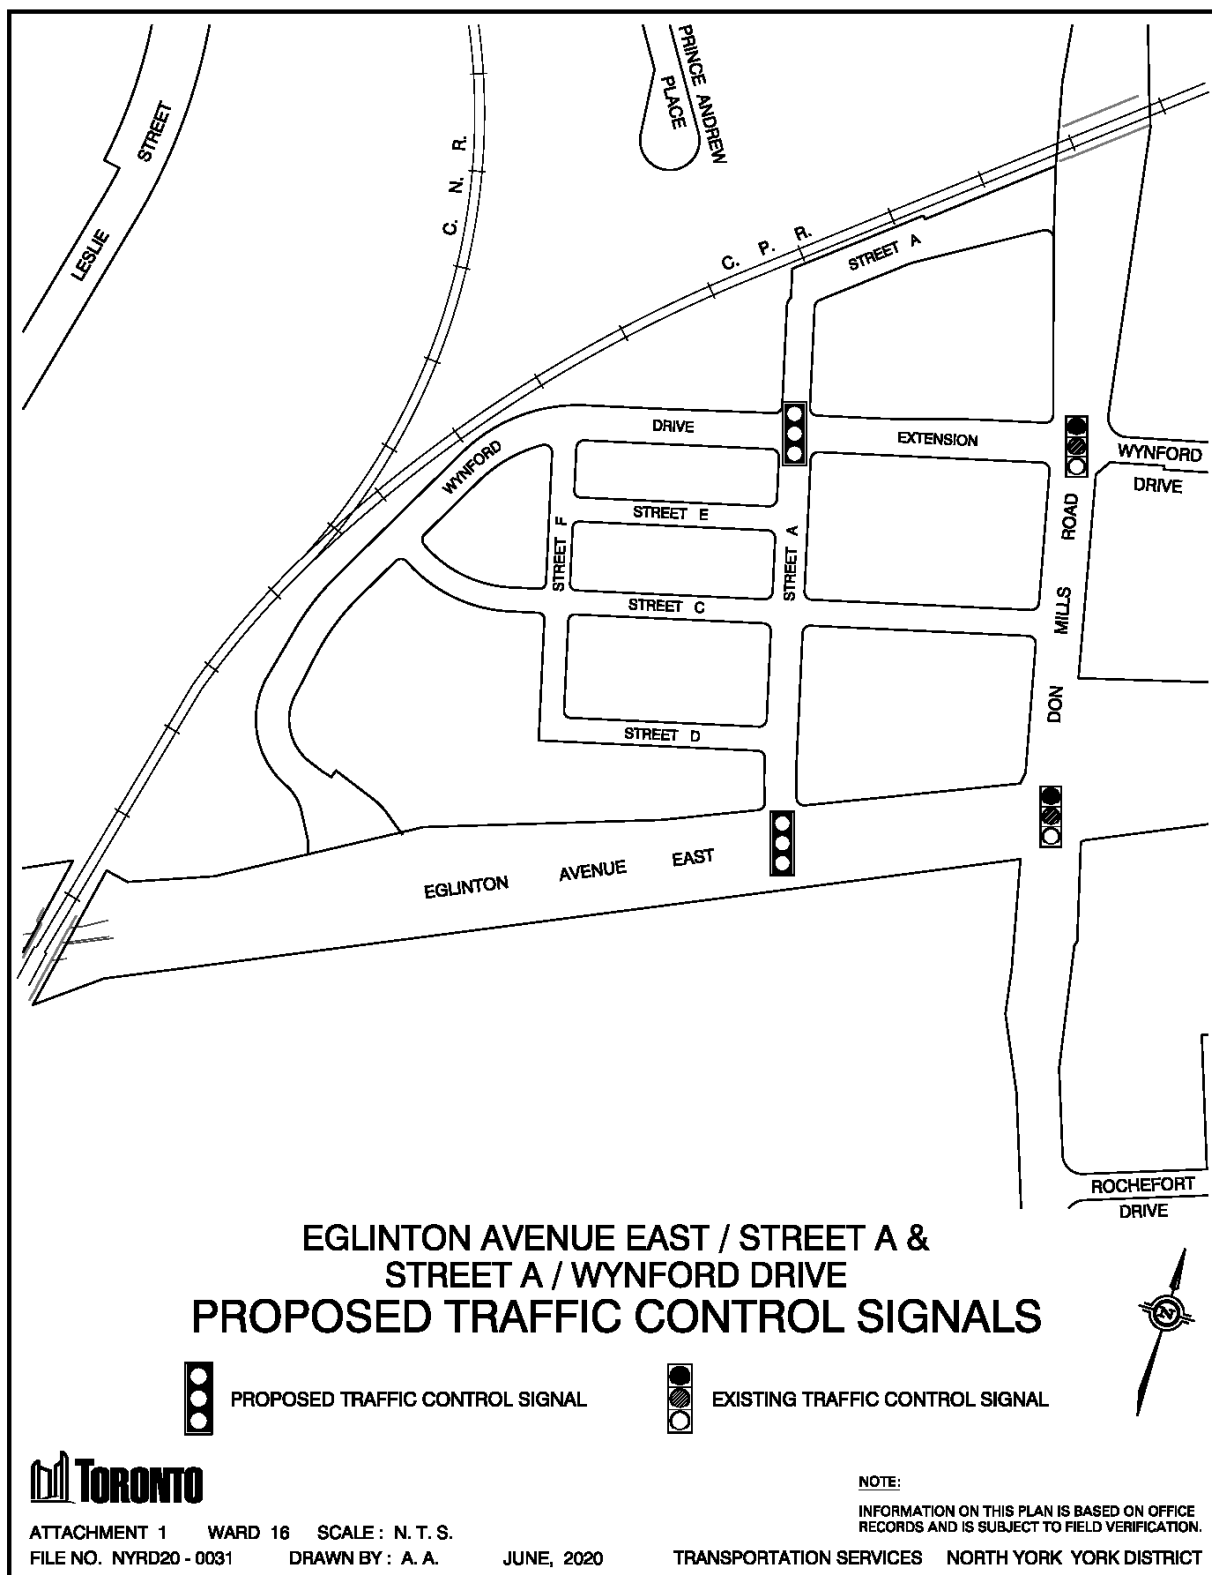 LESLIE STREET
C. N. R.
PRINCE ANDREW
PLACE
C. P. R.
STREET A
DRIVE
EXTENSION
WYNFORD
WYNFORD
DRIVE
STREET E
STREET F
STREET A
STREET C
STREET D
DON MILLS ROAD
EGLINTON AVENUE EAST
ROCHEFORT
DRIVE
EGLINTON AVENUE EAST / STREET A &
STREET A / WYNFORD DRIVE
PROPOSED TRAFFIC CONTROL SIGNALS
N
PROPOSED TRAFFIC CONTROL SIGNAL
EXISTING TRAFFIC CONTROL SIGNAL
TORONTO
NOTE:
INFORMATION ON THIS PLAN IS BASED ON OFFICE
RECORDS AND IS SUBJECT TO FIELD VERIFICATION.
ATTACHMENT 1 WARD 16 SCALE : N. T. S.
FILE NO. NYRD20 - 0031 DRAWN BY : A. A. JUNE, 2020 TRANSPORTATION SERVICES NORTH YORK YORK DISTRICT